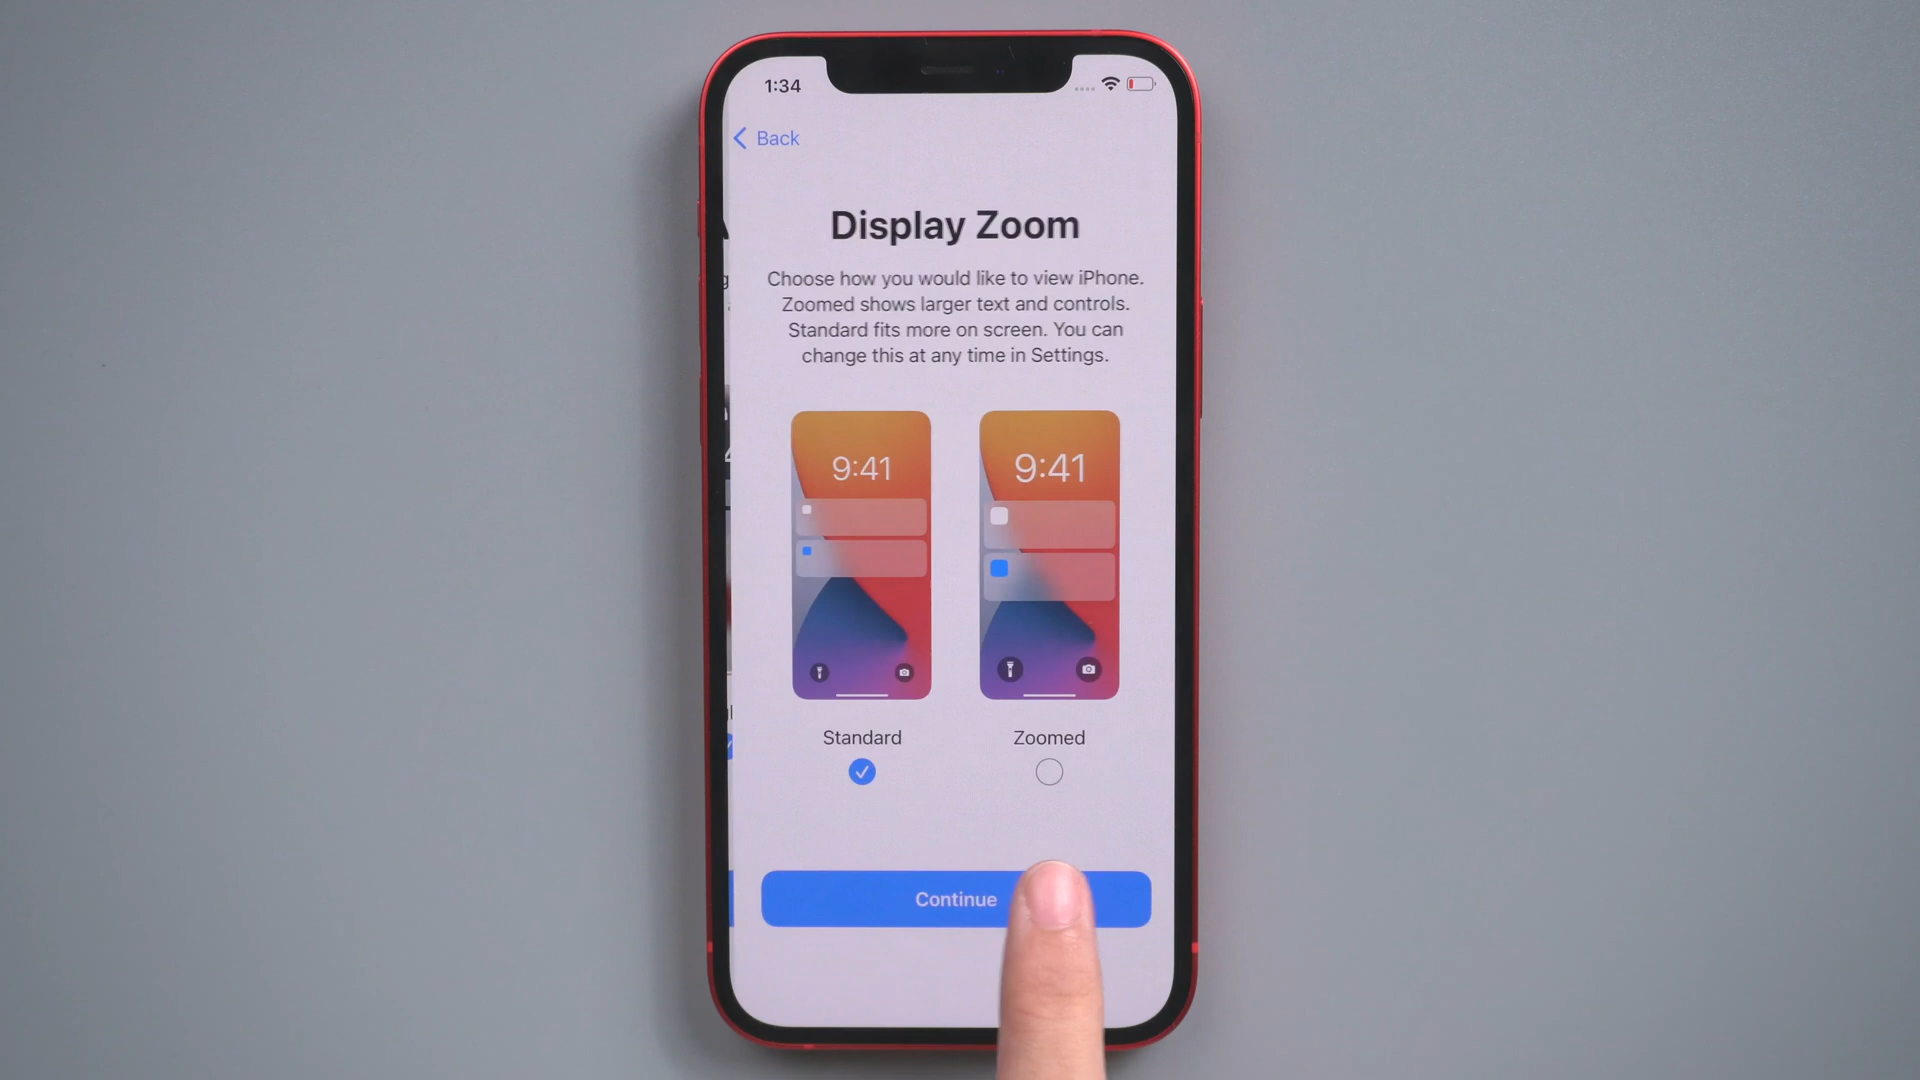 1:34
Back
Display Zoom
Choose how you would like to view iPhone.
Zoomed shows larger text and controls.
Standard fits more on screen. You can
change this at any time in Settings.
9:41
9:41
Standard
Zoomed
Continue